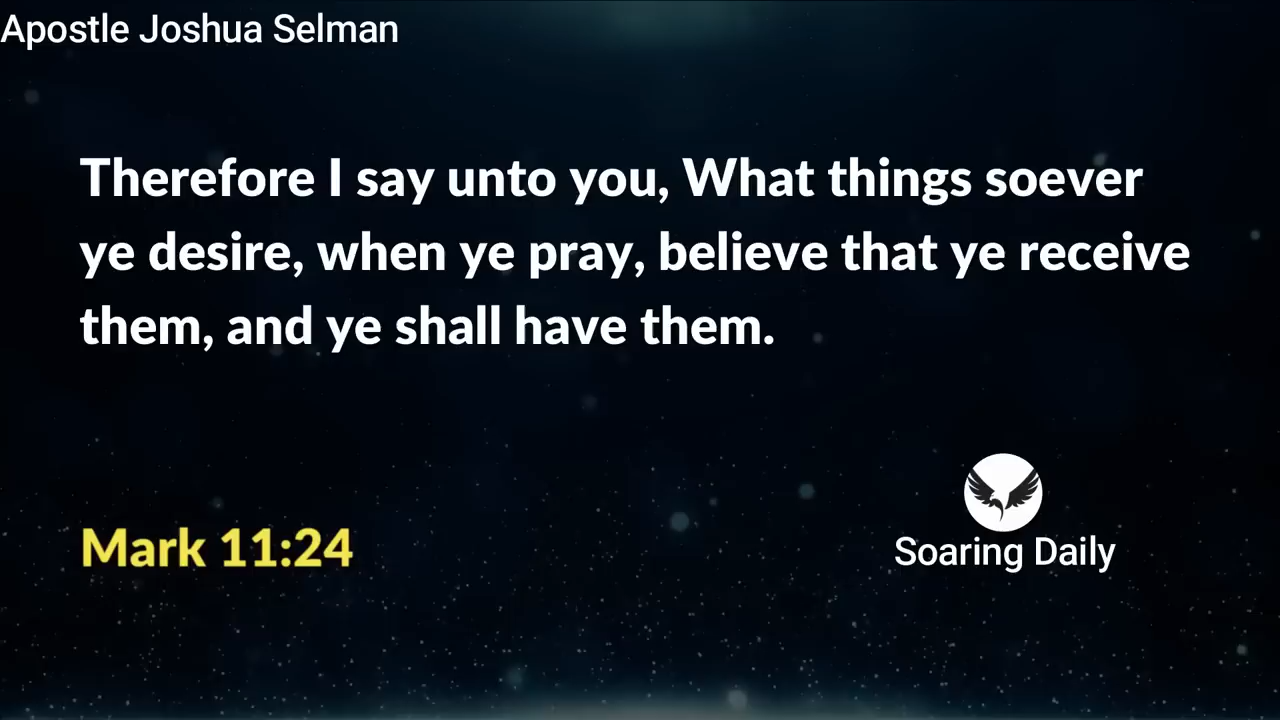 Apostle Joshua Selman
Therefore I say unto you, What things soever
ye desire, when ye pray, believe that ye receive
them, and ye shall have them.
Mark 11:24
Soaring Daily